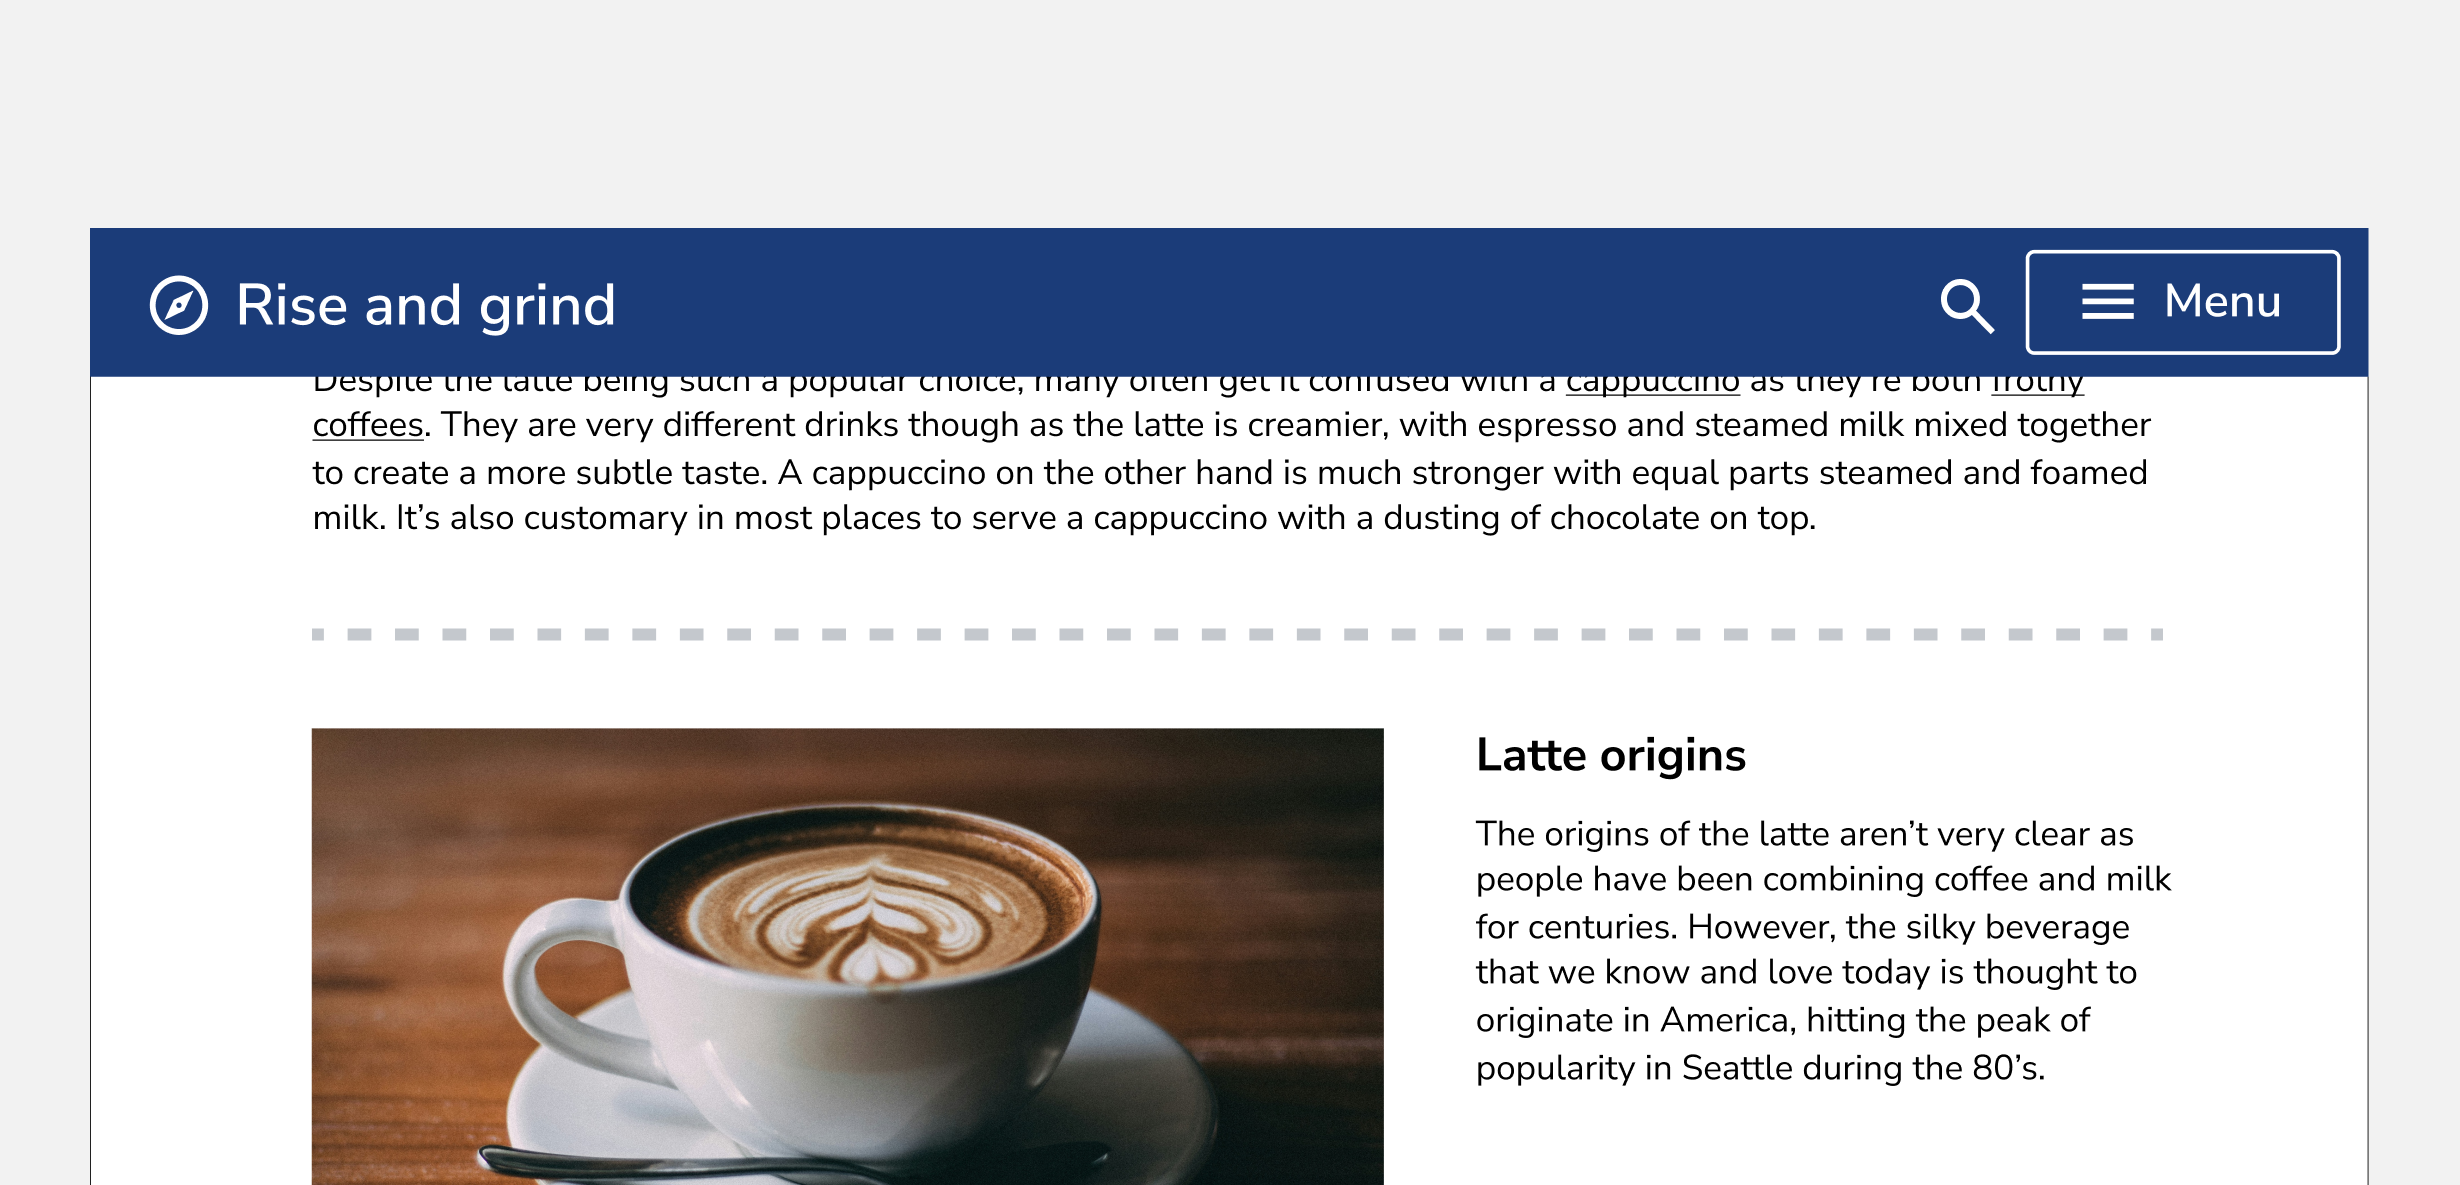 Rise and grind
Menu
Despite the latte being such a popular choice, many often get it confused with a cappuccino as they’re both frothy
coffees. They are very different drinks though as the latte is creamier, with espresso and steamed milk mixed together
to create a more subtle taste. A cappuccino on the other hand is much stronger with equal parts steamed and foamed
milk. It’s also customary in most places to serve a cappuccino with a dusting of chocolate on top.
Latte origins
The origins of the latte aren’t very clear as
people have been combining coffee and milk
for centuries. However, the silky beverage
that we know and love today is thought to
originate in America, hitting the peak of
popularity in Seattle during the 80’s.